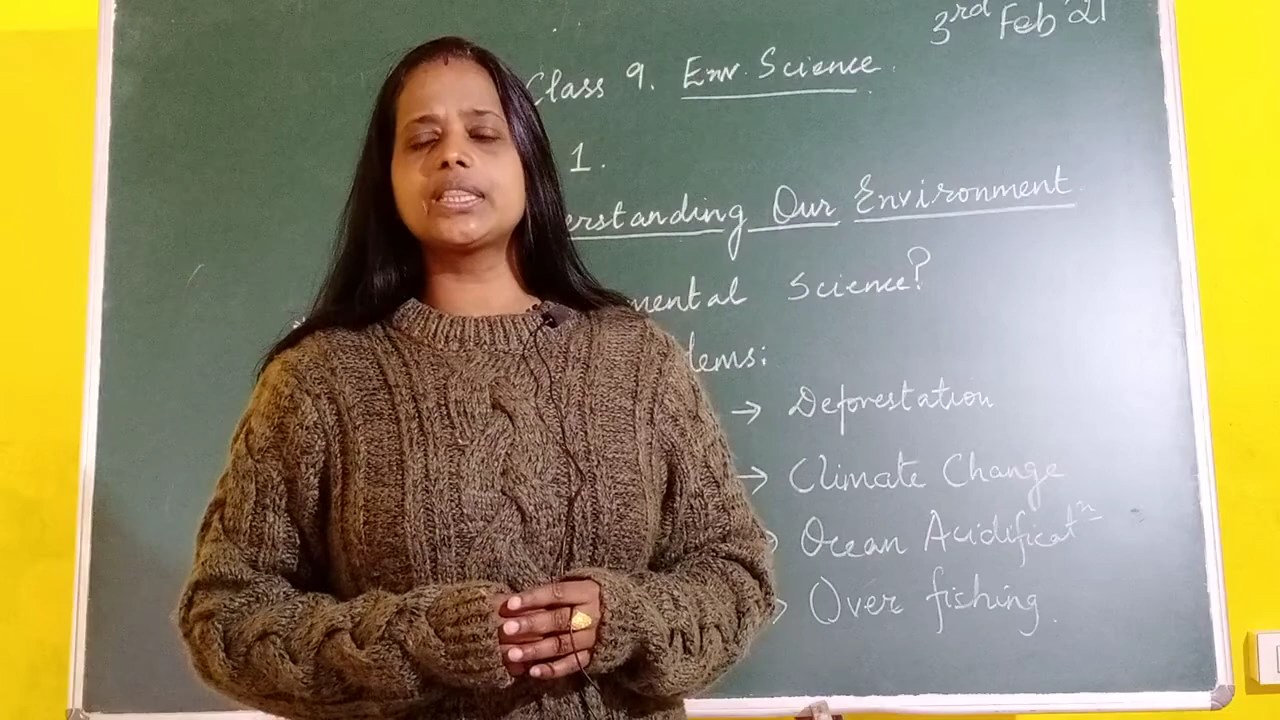 3rd Feb '21
Class 9. Env. Science.
1.
erstanding Our Environment
mental Science?
lems:
→ Deforestation
→ Climate Change
Ocean Acidificatn
Over fishing.